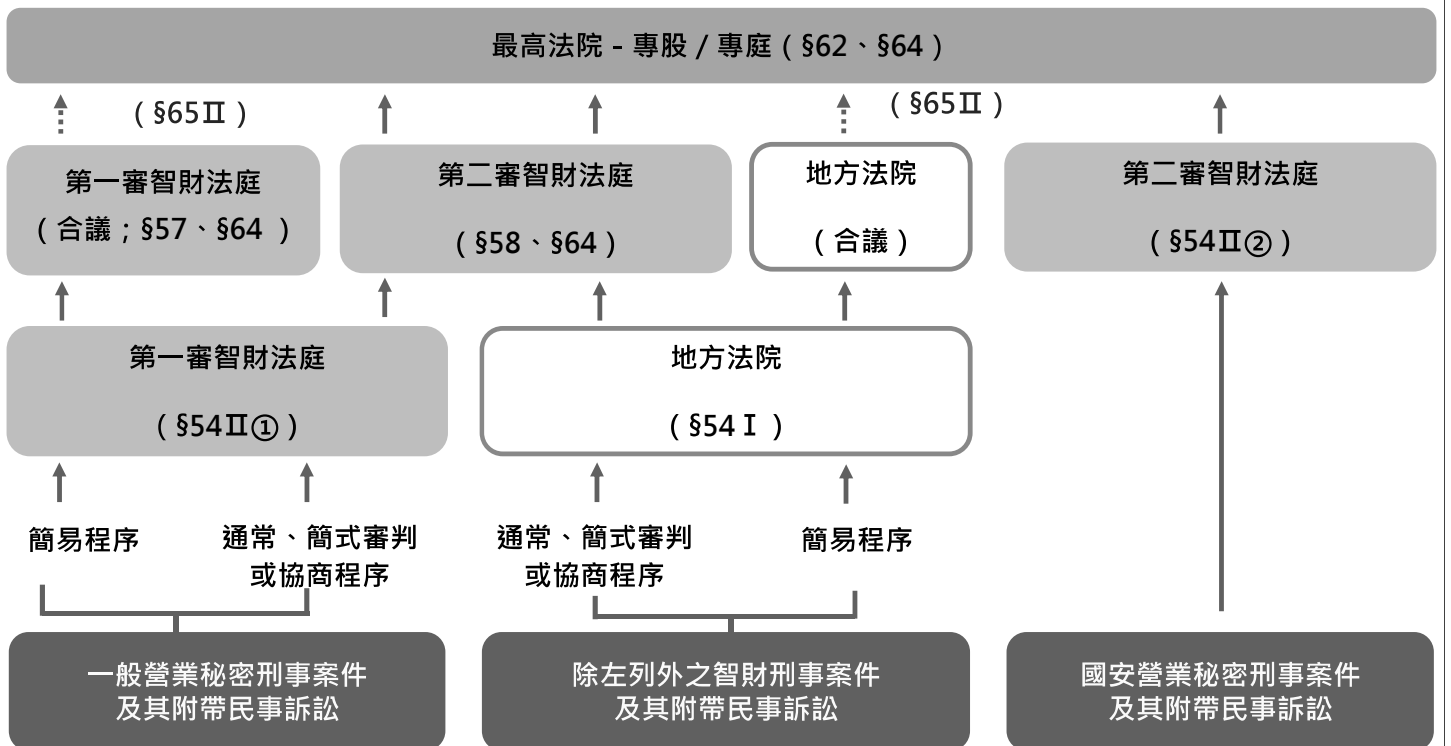 最高法院 - 專股 / 專庭 ( §62、§64 )
( §65Ⅱ )
( §65Ⅱ )
第一審智財法庭
( 合議；§57、§64 )
第二審智財法庭
( §58、§64 )
地方法院
( 合議 )
第二審智財法庭
( §54Ⅱ② )
第一審智財法庭
( §54Ⅱ① )
地方法院
( §54Ⅰ )
簡易程序
通常、簡式審判
或協商程序
通常、簡式審判
或協商程序
簡易程序
一般營業秘密刑事案件
及其附帶民事訴訟
除左列外之智財刑事案件
及其附帶民事訴訟
國安營業秘密刑事案件
及其附帶民事訴訟